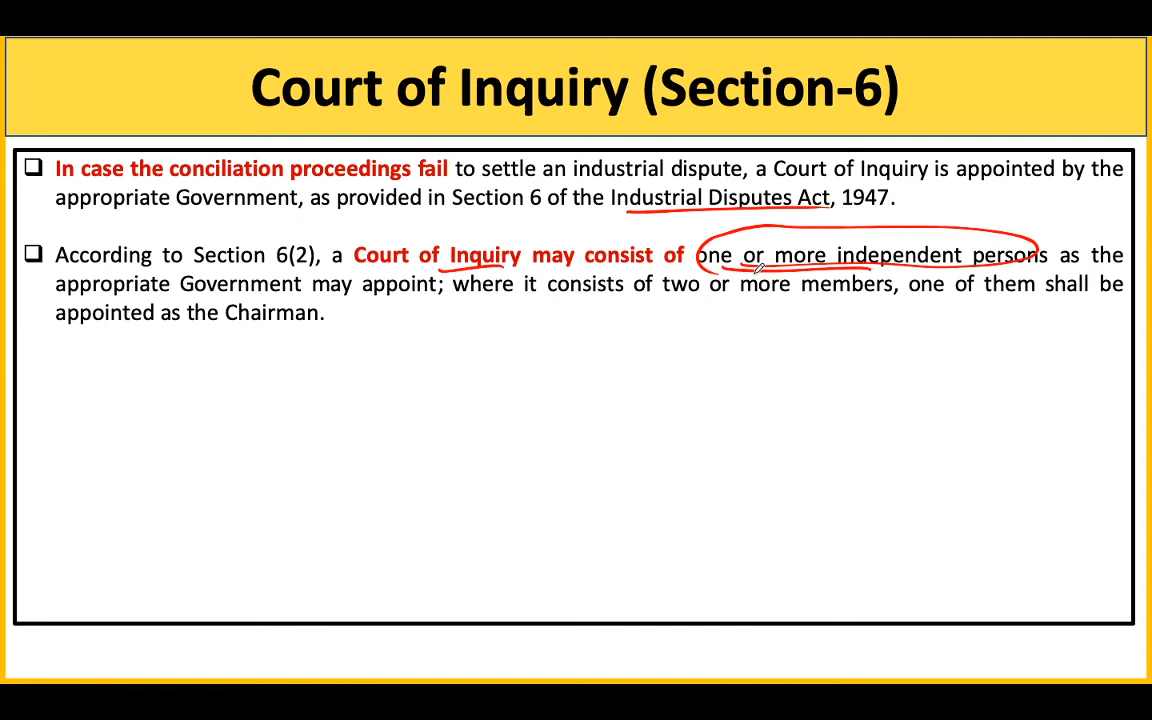 Court of Inquiry (Section-6)
In case the conciliation proceedings fail to settle an industrial dispute, a Court of Inquiry is appointed by the
appropriate Government, as provided in Section 6 of the Industrial Disputes Act, 1947.
According to Section 6(2), a Court of Inquiry may consist of one or more independent persons as the
appropriate Government may appoint; where it consists of two or more members, one of them shall be
appointed as the Chairman.